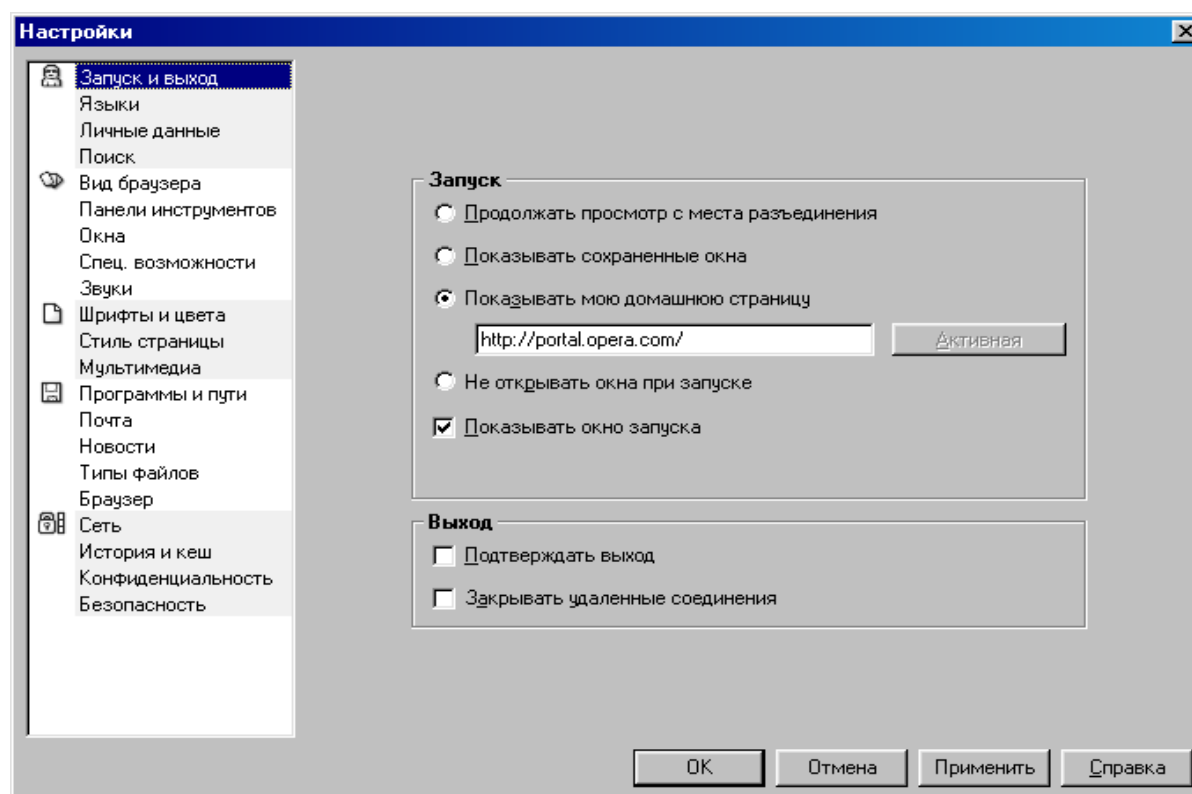 Настройки
Запуск и выход
Языки
Личные данные
Поиск
Вид браузера
Панели инструментов
Окна
Спец. возможности
Звуки
Шрифты и цвета
Стиль страницы
Мультимедиа
Программы и пути
Почта
Новости
Типы файлов
Браузер
Сеть
История и кеш
Конфиденциальность
Безопасность
Запуск
Продолжать просмотр с места разъединения
Показывать сохраненные окна
Показывать мою домашнюю страницу
http://portal.opera.com/
Активная
Не открывать окна при запуске
Показывать окно запуска
Выход
Подтверждать выход
Закрывать удаленные соединения
OK
Отмена
Применить
Справка